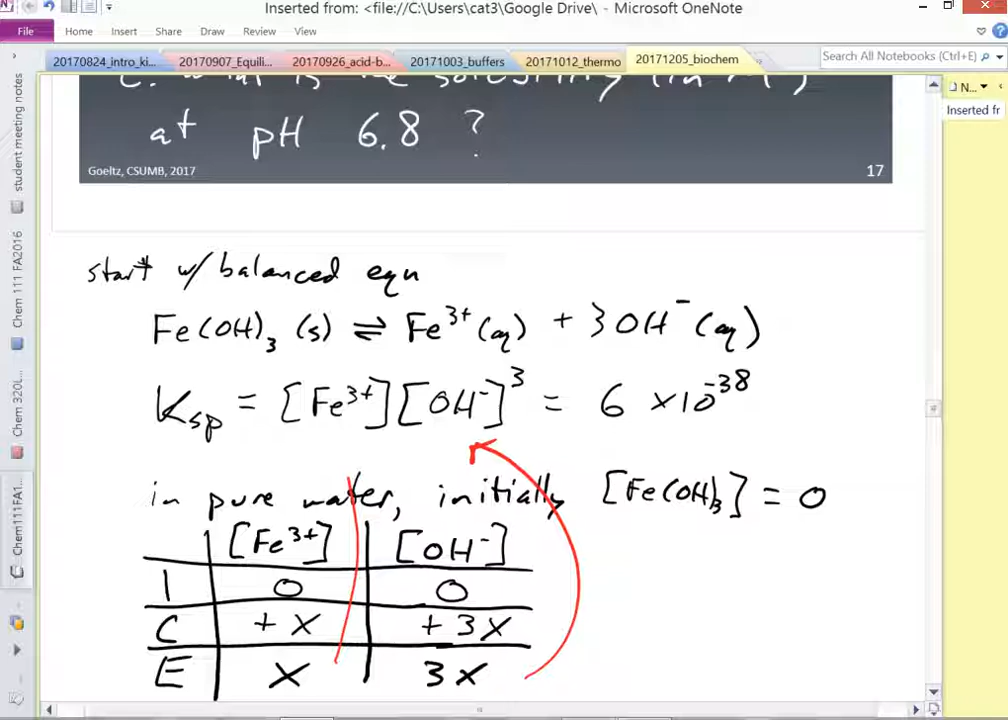 Inserted from: <file://C:\Users\cat3\Google Drive\ - Microsoft OneNote
File Home Insert Share Draw Review View
20170824_intro_ki... 20170907_Equili... 20170926_acid-b... 20171003_buffers 20171012_thermo 20171205_biochem
Search All Notebooks (Ctrl+E)
N...
Inserted fr
student meeting notes
Chem 111 FA2016
Chem 320L
Chem111FA1
at pH 6.8 ?
Goeltz, CSUMB, 2017 17
start w/ balanced eqn
Fe(OH)₃ (s) ⇌ Fe³⁺(aq) + 3OH⁻(aq)
Ksp = [Fe³⁺][OH⁻]³ = 6 ×10⁻³⁸
in pure water, initially [Fe(OH)₃] = 0
[Fe³⁺] [OH⁻]
I 0 0
C + x + 3x
E x 3x